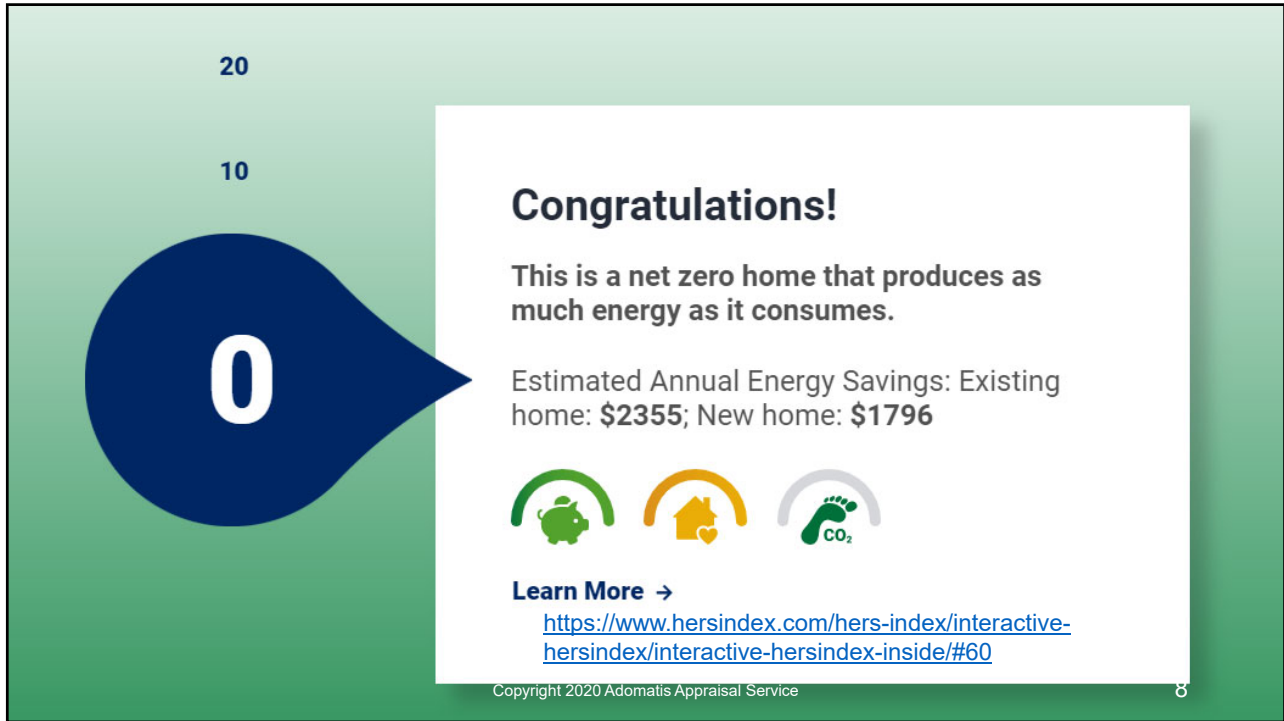 20
10
0
Congratulations!
This is a net zero home that produces as
much energy as it consumes.
Estimated Annual Energy Savings: Existing
home: $2355; New home: $1796
CO₂
Learn More →
https://www.hersindex.com/hers-index/interactive-
hersindex/interactive-hersindex-inside/#60
Copyright 2020 Adomatis Appraisal Service
8